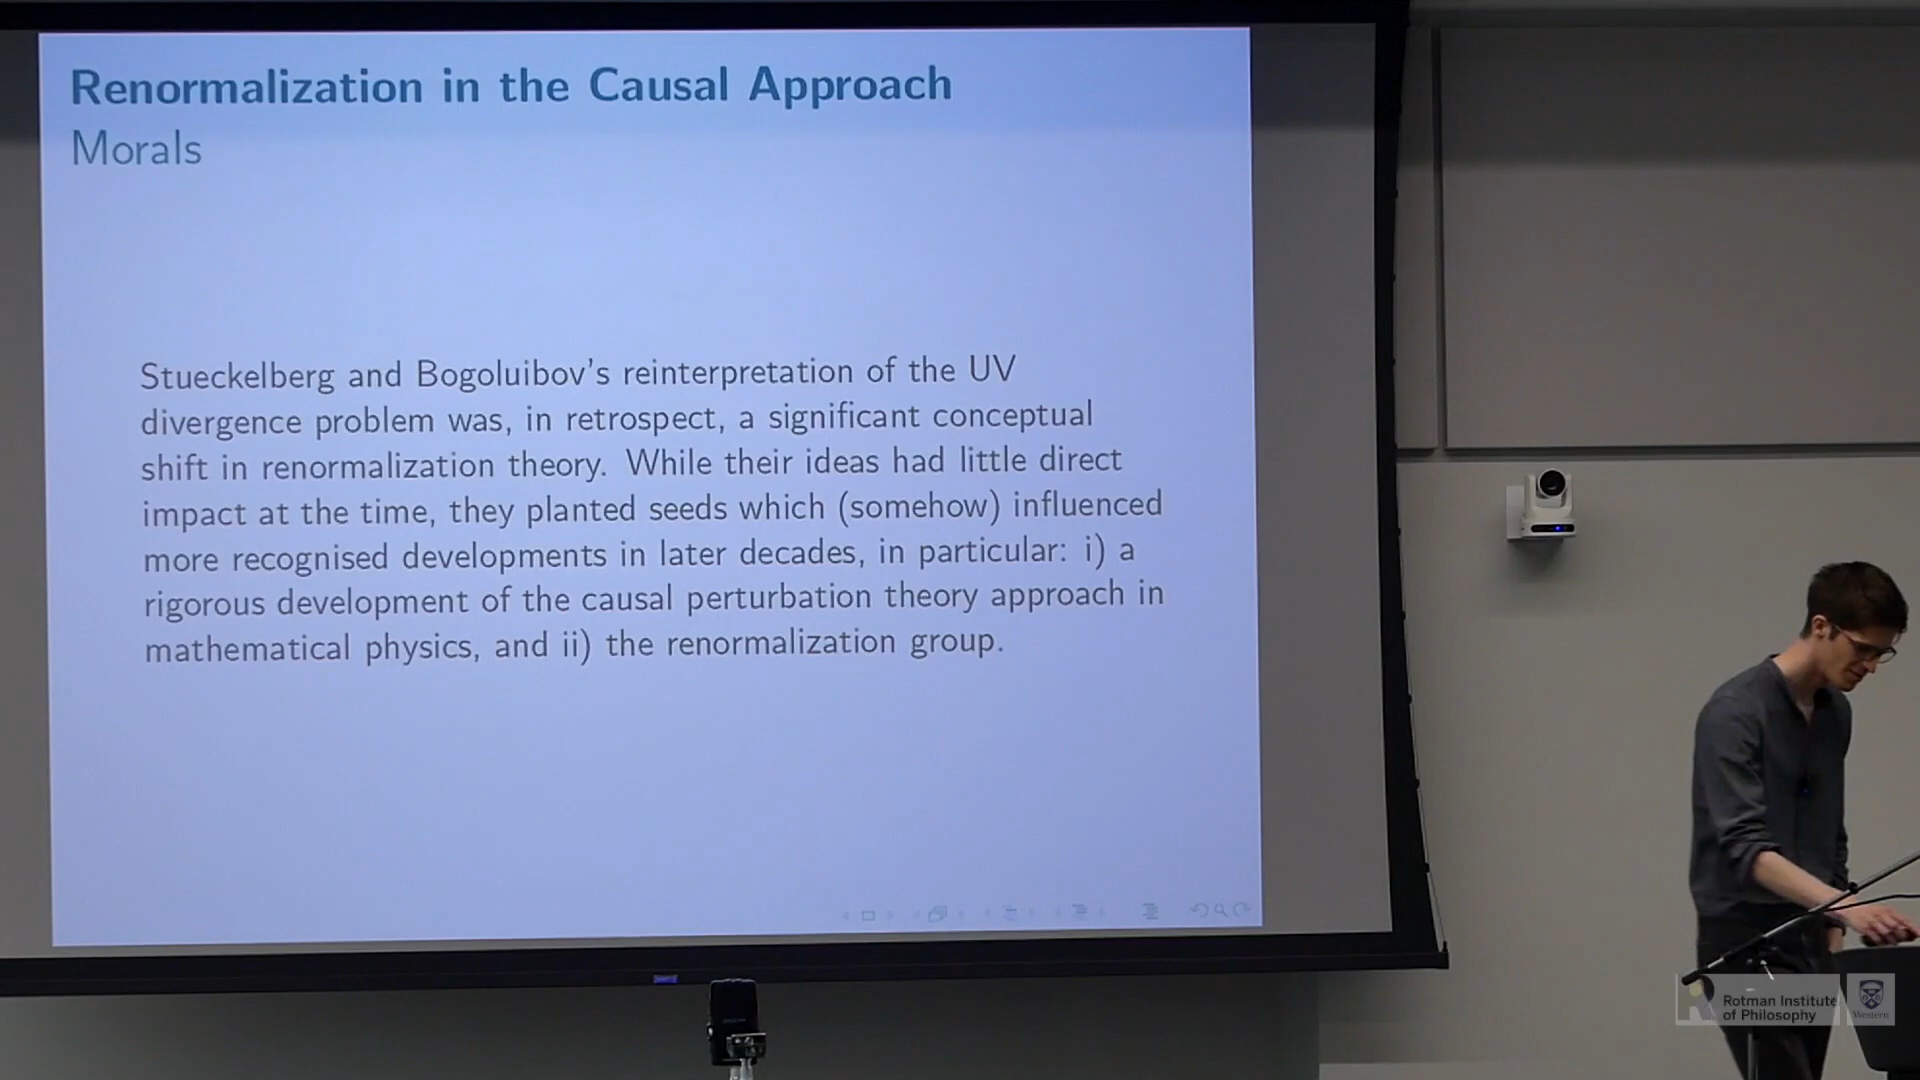 Renormalization in the Causal Approach
Morals
Stueckelberg and Bogoluibov's reinterpretation of the UV
divergence problem was, in retrospect, a significant conceptual
shift in renormalization theory. While their ideas had little direct
impact at the time, they planted seeds which (somehow) influenced
more recognised developments in later decades, in particular: i) a
rigorous development of the causal perturbation theory approach in
mathematical physics, and ii) the renormalization group.
Rotman Institute
of Philosophy
Western